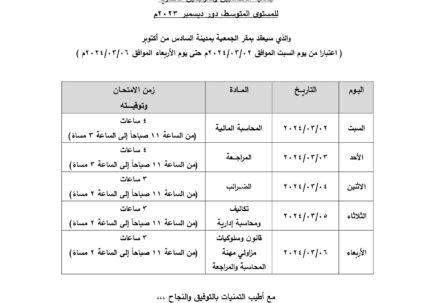 للمستوى المتوسط، دور ديسمبر ٢٠٢٣م
والذي سيعقد بمقر الجمعية بمدينة السادس من أكتوبر
( اعتبارا من يوم السبت الموافق ٢٠٢٤/٠٣/٠٢م حتى يوم الأربعاء الموافق ٢٠٢٤/٠٣/٠٦م )
اليوم التاريخ المادة زمن الامتحان
وتوقيته
السبت ٢٠٢٤/٠٣/٠٢ المحاسبة المالية ٤ ساعات
(من الساعة ١١ صباحاً إلى الساعة ٣ مساءً)
الأحد ٢٠٢٤/٠٣/٠٣ المراجعة ٤ ساعات
(من الساعة ١١ صباحاً إلى الساعة ٣ مساءً)
الاثنين ٢٠٢٤/٠٣/٠٤ الضرائب ٣ ساعات
(من الساعة ١١ صباحاً إلى الساعة ٢ مساءً)
الثلاثاء ٢٠٢٤/٠٣/٠٥ تكاليف
ومحاسبة إدارية
٣ ساعات
(من الساعة ١١ صباحاً إلى الساعة ٢ مساءً)
الأربعاء ٢٠٢٤/٠٣/٠٦ قانون وسلوكيات
مزاولي مهنة
المحاسبة والمراجعة
٣ ساعات
(من الساعة ١١ صباحاً إلى الساعة ٢ مساءً)
مع أطيب التمنيات بالتوفيق والنجاح ،،،